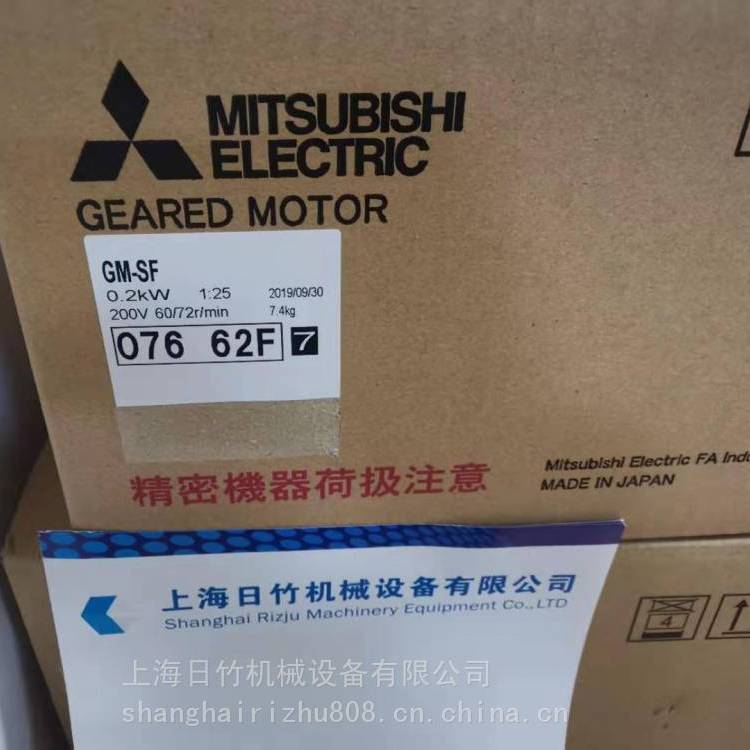 MITSUBISHI
ELECTRIC
GEARED MOTOR
GM-SF
0.2kW 1:25 2019/09/30
200V 60/72r/min 7.4kg
076 62F 7
精密機器荷扱注意
Mitsubishi Electric FA Indu
MADE IN JAPAN
上海日竹机械设备有限公司
Shanghai Rizju Machinery Equipment Co.,LTD
4
上海日竹机械设备有限公司
shanghairizhu808.cn.china.cn